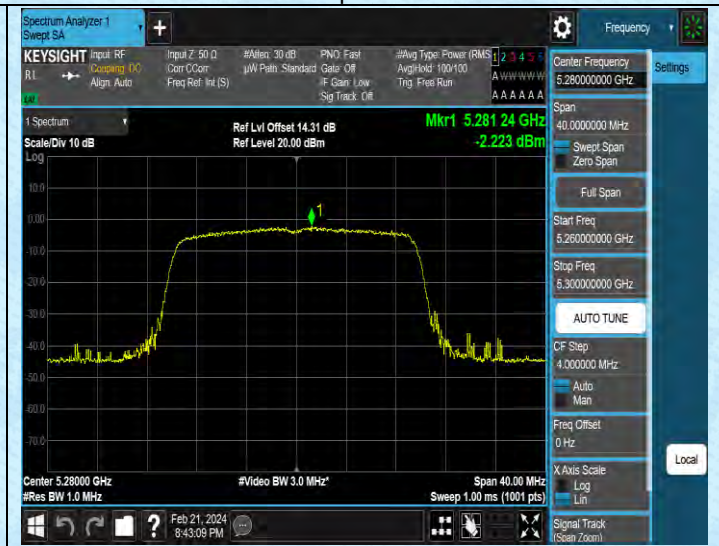 Spectrum Analyzer 1
Swept SA
Frequency
KEYSIGHT Input: RF
Coupling: DC
Align: Auto
Input Z: 50 Ω
Corr CCorr
Freq Ref: Int (S)
#Atten: 30 dB
µW Path: Standard
PNO: Fast
Gate: Off
IF Gain: Low
Sig Track: Off
#Avg Type: Power (RMS
Avg|Hold: 100/100
Trig: Free Run
1 2 3 4 5 6
A W W W W W
A A A A A A
Center Frequency
5.280000000 GHz
Settings
Span
40.0000000 MHz
Swept Span
Zero Span
Full Span
Start Freq
5.260000000 GHz
Stop Freq
5.300000000 GHz
AUTO TUNE
CF Step
4.000000 MHz
Auto
Man
Freq Offset
0 Hz
X Axis Scale
Log
Lin
Signal Track
(Span Zoom)
Local
1 Spectrum
Scale/Div 10 dB
Ref Lvl Offset 14.31 dB
Ref Level 20.00 dBm
Mkr1 5.281 24 GHz
-2.223 dBm
Log
10.0
0.00
-10.0
-20.0
-30.0
-40.0
-50.0
-60.0
-70.0
1
Center 5.28000 GHz
#Res BW 1.0 MHz
#Video BW 3.0 MHz*
Span 40.00 MHz
Sweep 1.00 ms (1001 pts)
Feb 21, 2024
8:43:09 PM